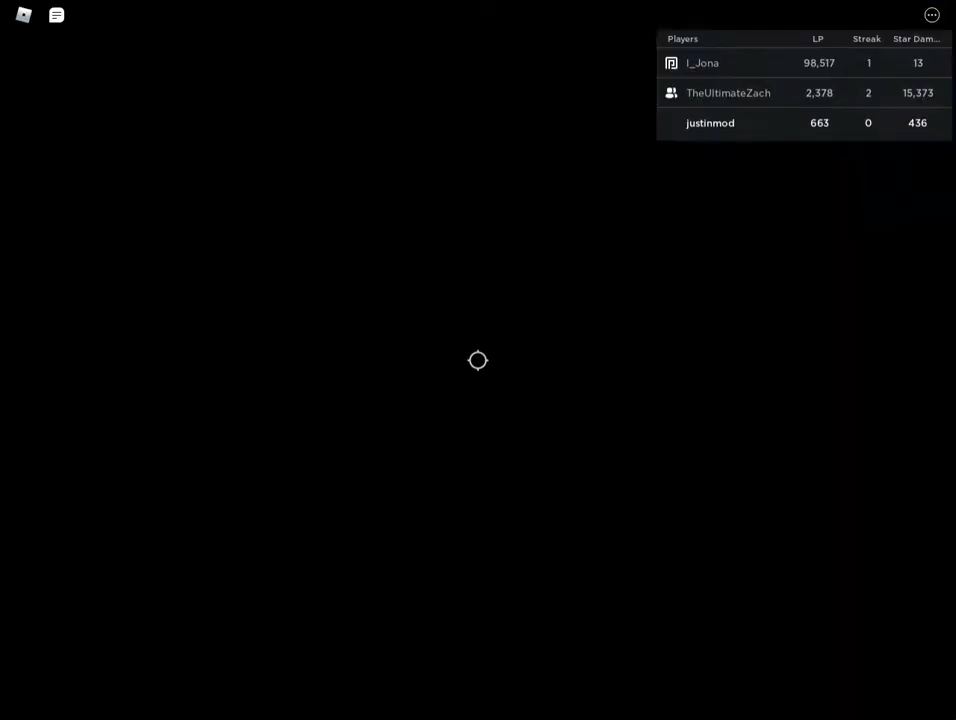 Players LP Streak Star Dam...
I_Jona 98,517 1 13
TheUltimateZach 2,378 2 15,373
justinmod 663 0 436